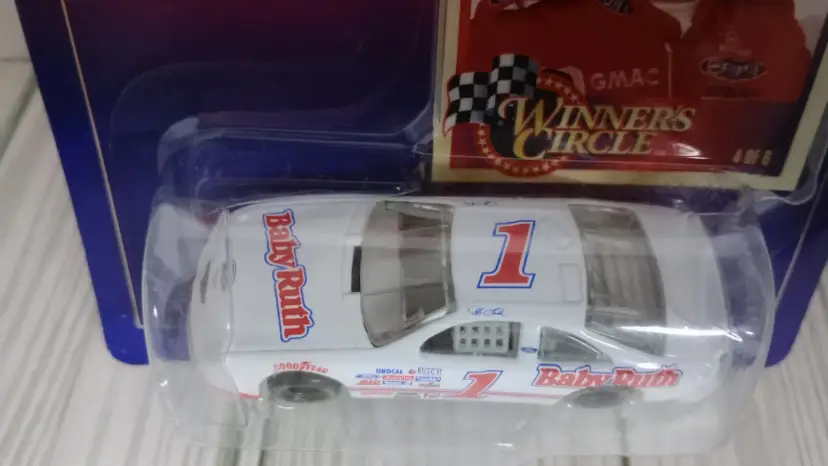 GMAC
WINNER'S
CIRCLE
4 OF 6
Baby Ruth
1
GOODYEAR
UNOCAL
BUSCH
1
Baby Ruth